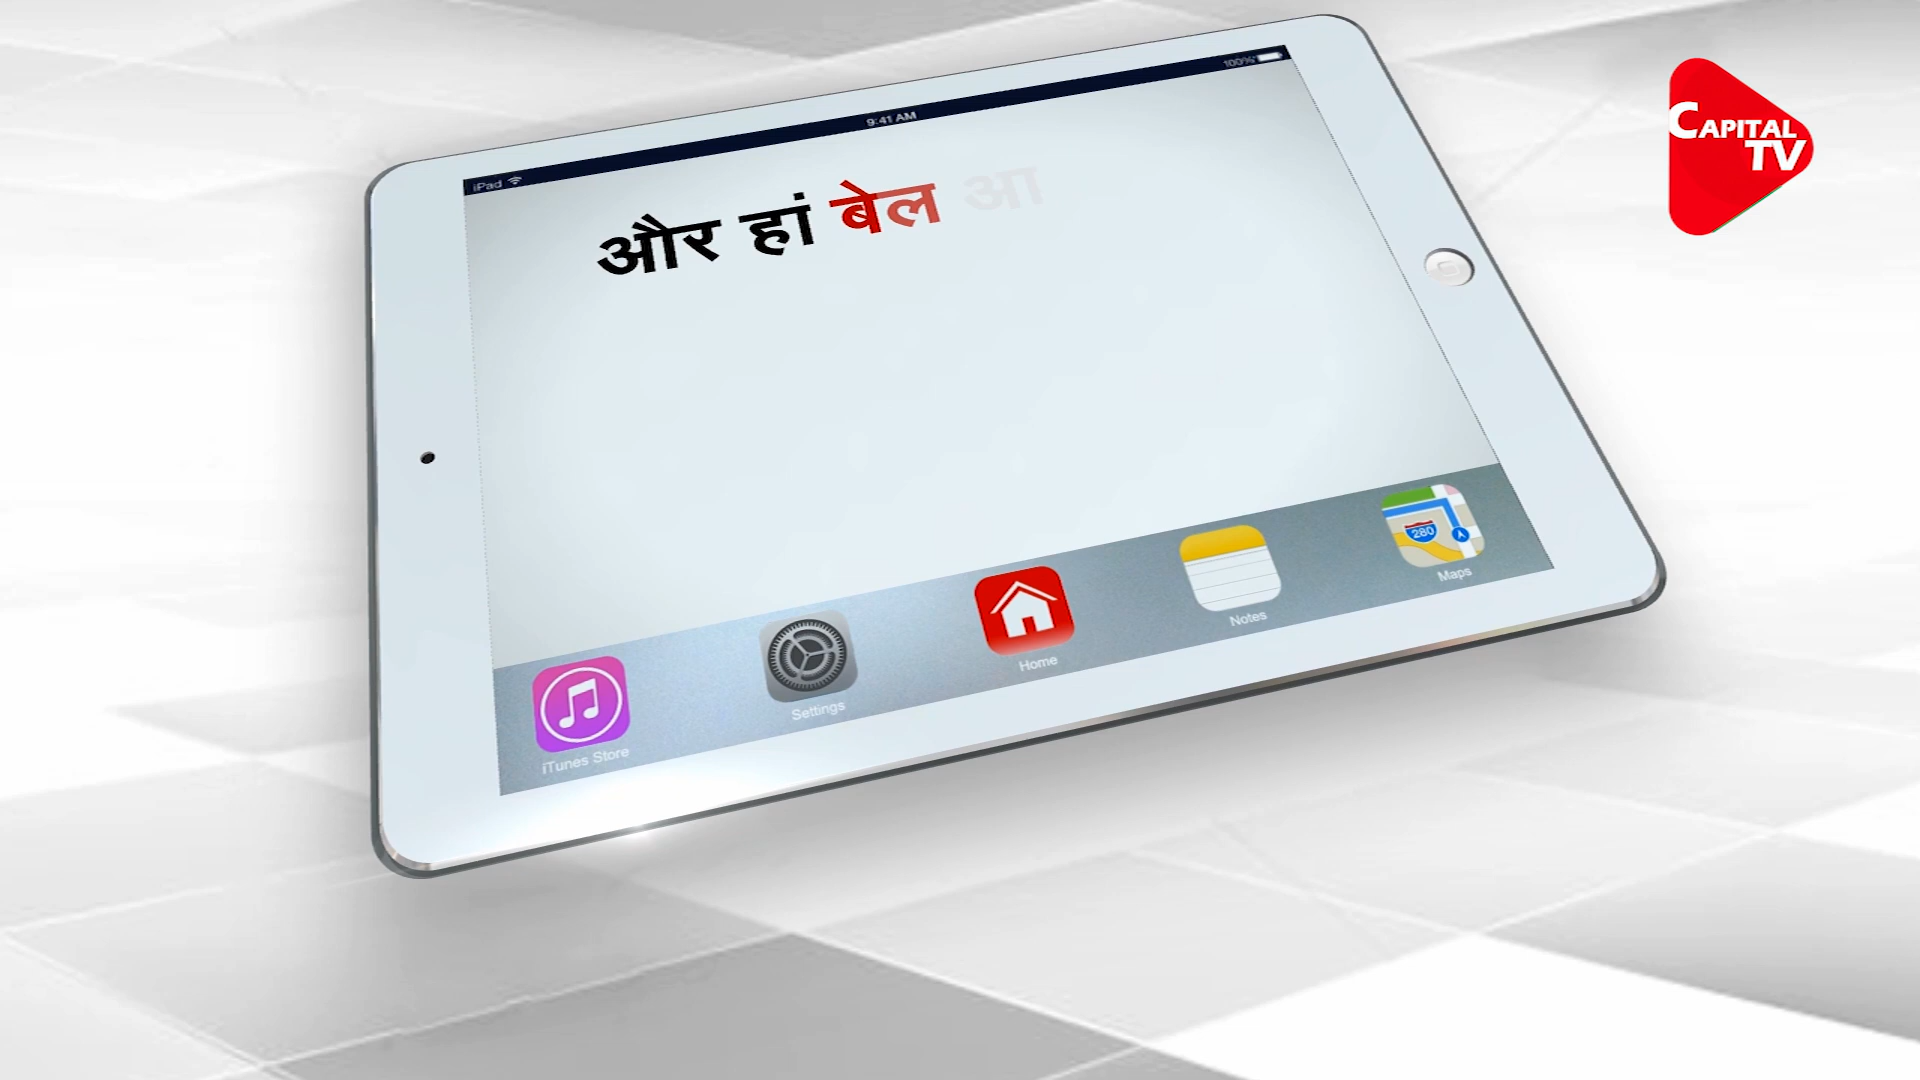 CAPITAL
TV
iPad
9:41 AM
100%
और हां बेल आ
280
iTunes Store
Settings
Home
Notes
Maps